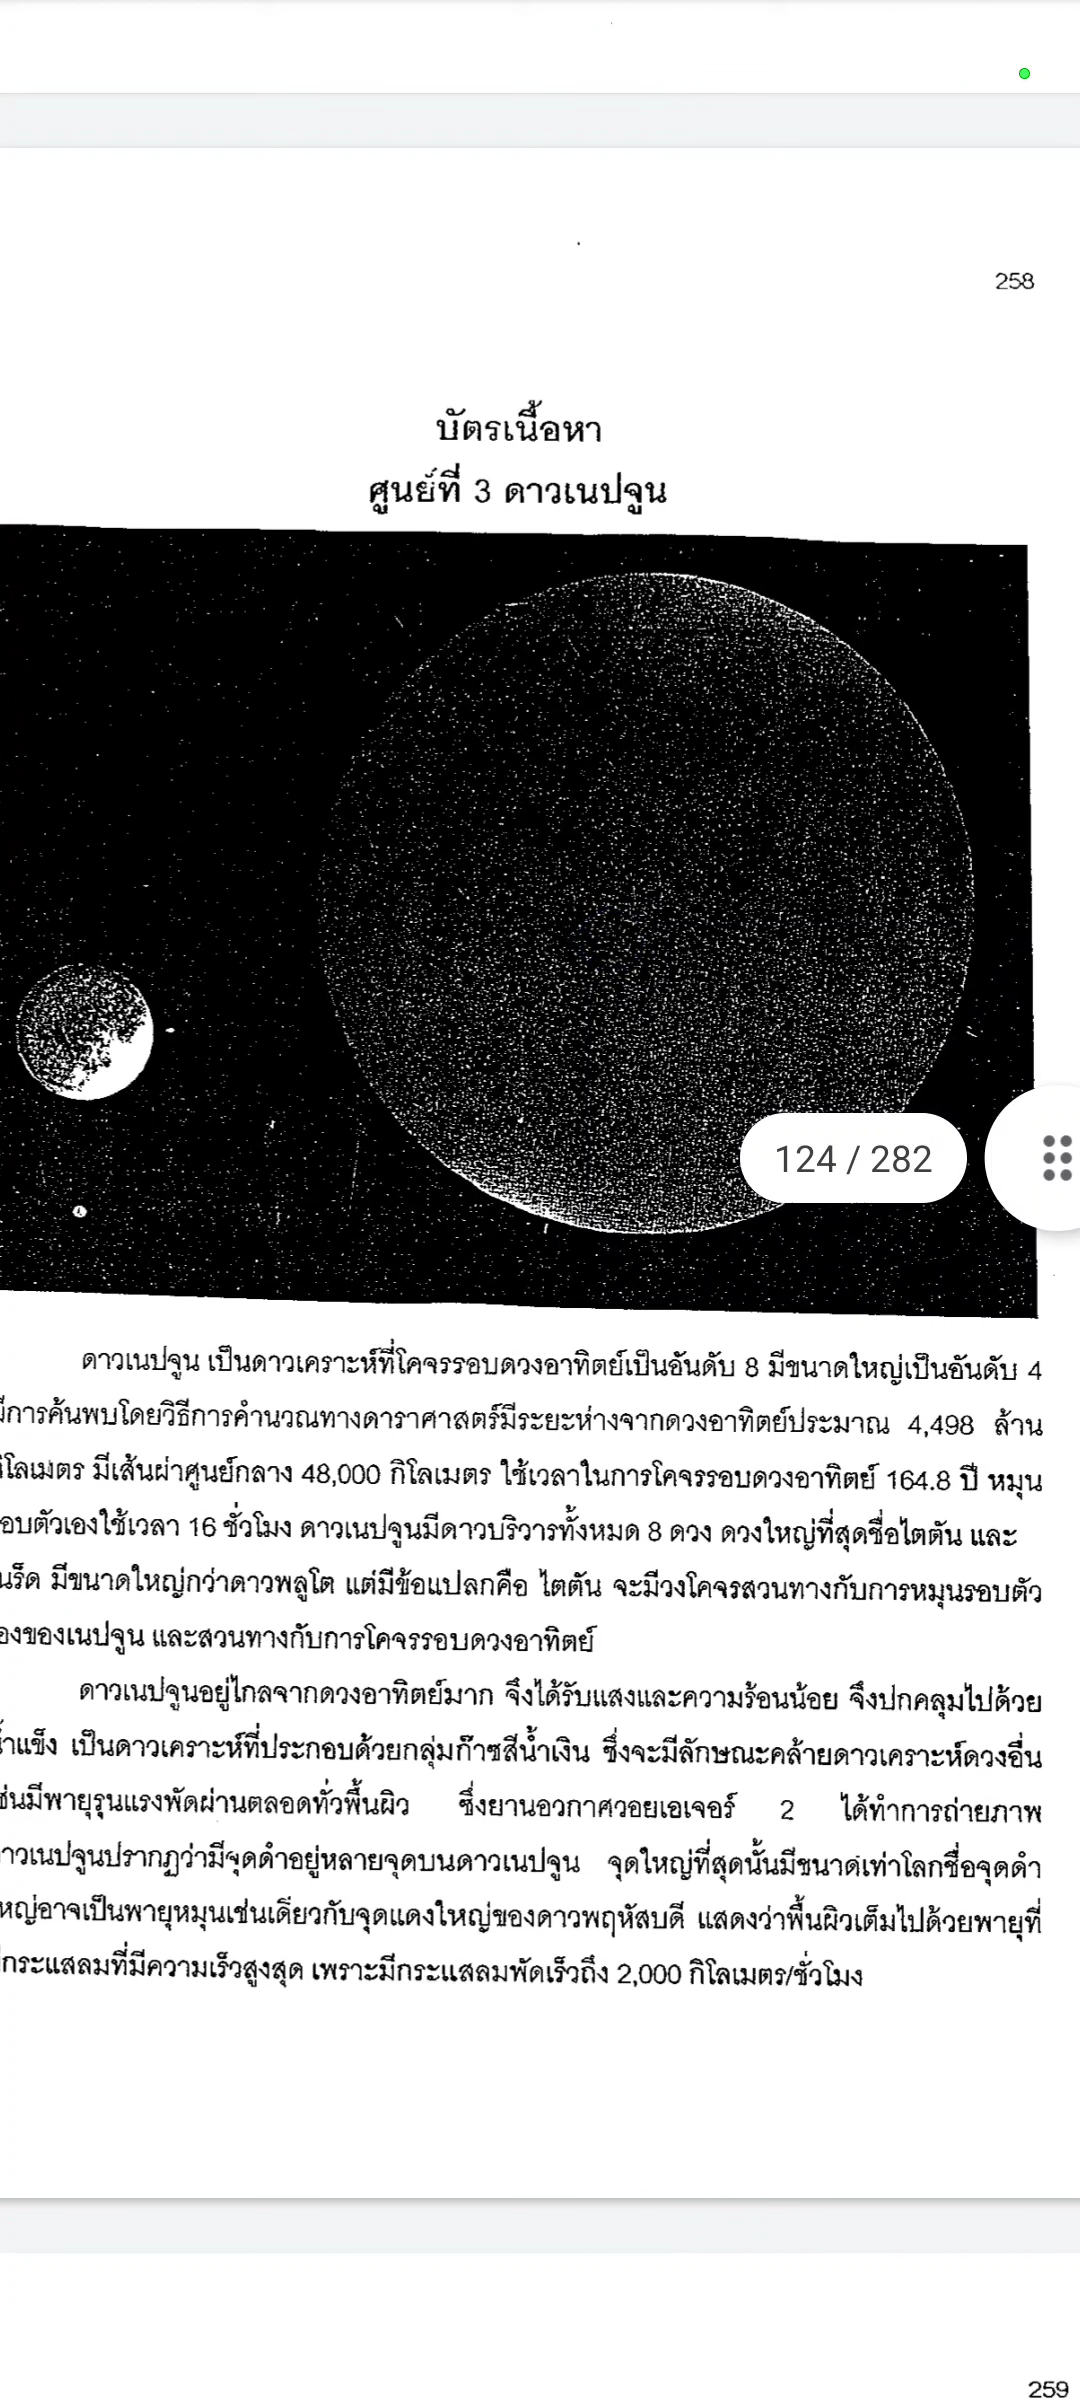 258
บัตรเนื้อหา
ศูนย์ที่ 3 ดาวเนปจูน
124 / 282
ดาวเนปจูน เป็นดาวเคราะห์ที่โคจรรอบดวงอาทิตย์เป็นอันดับ 8 มีขนาดใหญ่เป็นอันดับ 4
มีการค้นพบโดยวิธีการคำนวณทางดาราศาสตร์มีระยะห่างจากดวงอาทิตย์ประมาณ 4,498 ล้าน
กิโลเมตร มีเส้นผ่าศูนย์กลาง 48,000 กิโลเมตร ใช้เวลาในการโคจรรอบดวงอาทิตย์ 164.8 ปี หมุน
รอบตัวเองใช้เวลา 16 ชั่วโมง ดาวเนปจูนมีดาวบริวารทั้งหมด 8 ดวง ดวงใหญ่ที่สุดชื่อไตตัน และ
เนรีด มีขนาดใหญ่กว่าดาวพลูโต แต่มีข้อแปลกคือ ไตตัน จะมีวงโคจรสวนทางกับการหมุนรอบตัว
เองของเนปจูน และสวนทางกับการโคจรรอบดวงอาทิตย์
ดาวเนปจูนอยู่ไกลจากดวงอาทิตย์มาก จึงได้รับแสงและความร้อนน้อย จึงปกคลุมไปด้วย
น้ำแข็ง เป็นดาวเคราะห์ที่ประกอบด้วยกลุ่มก๊าซสีน้ำเงิน ซึ่งจะมีลักษณะคล้ายดาวเคราะห์ดวงอื่น
เช่นมีพายุรุนแรงพัดผ่านตลอดทั่วพื้นผิว ซึ่งยานอวกาศวอยเอเจอร์ 2 ได้ทำการถ่ายภาพ
ดาวเนปจูนปรากฏว่ามีจุดดำอยู่หลายจุดบนดาวเนปจูน จุดใหญ่ที่สุดนั้นมีขนาดเท่าโลกชื่อจุดดำ
ใหญ่อาจเป็นพายุหมุนเช่นเดียวกับจุดแดงใหญ่ของดาวพฤหัสบดี แสดงว่าพื้นผิวเต็มไปด้วยพายุที่
มีกระแสลมที่มีความเร็วสูงสุด เพราะมีกระแสลมพัดเร็วถึง 2,000 กิโลเมตร/ชั่วโมง
259